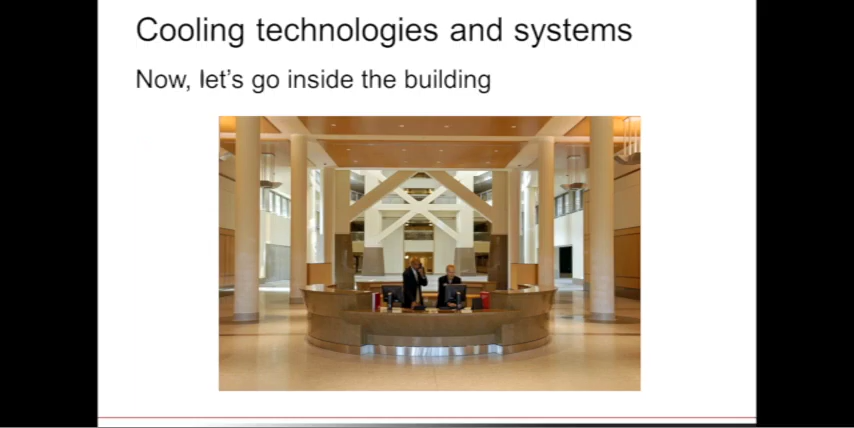 Cooling technologies and systems
Now, let's go inside the building